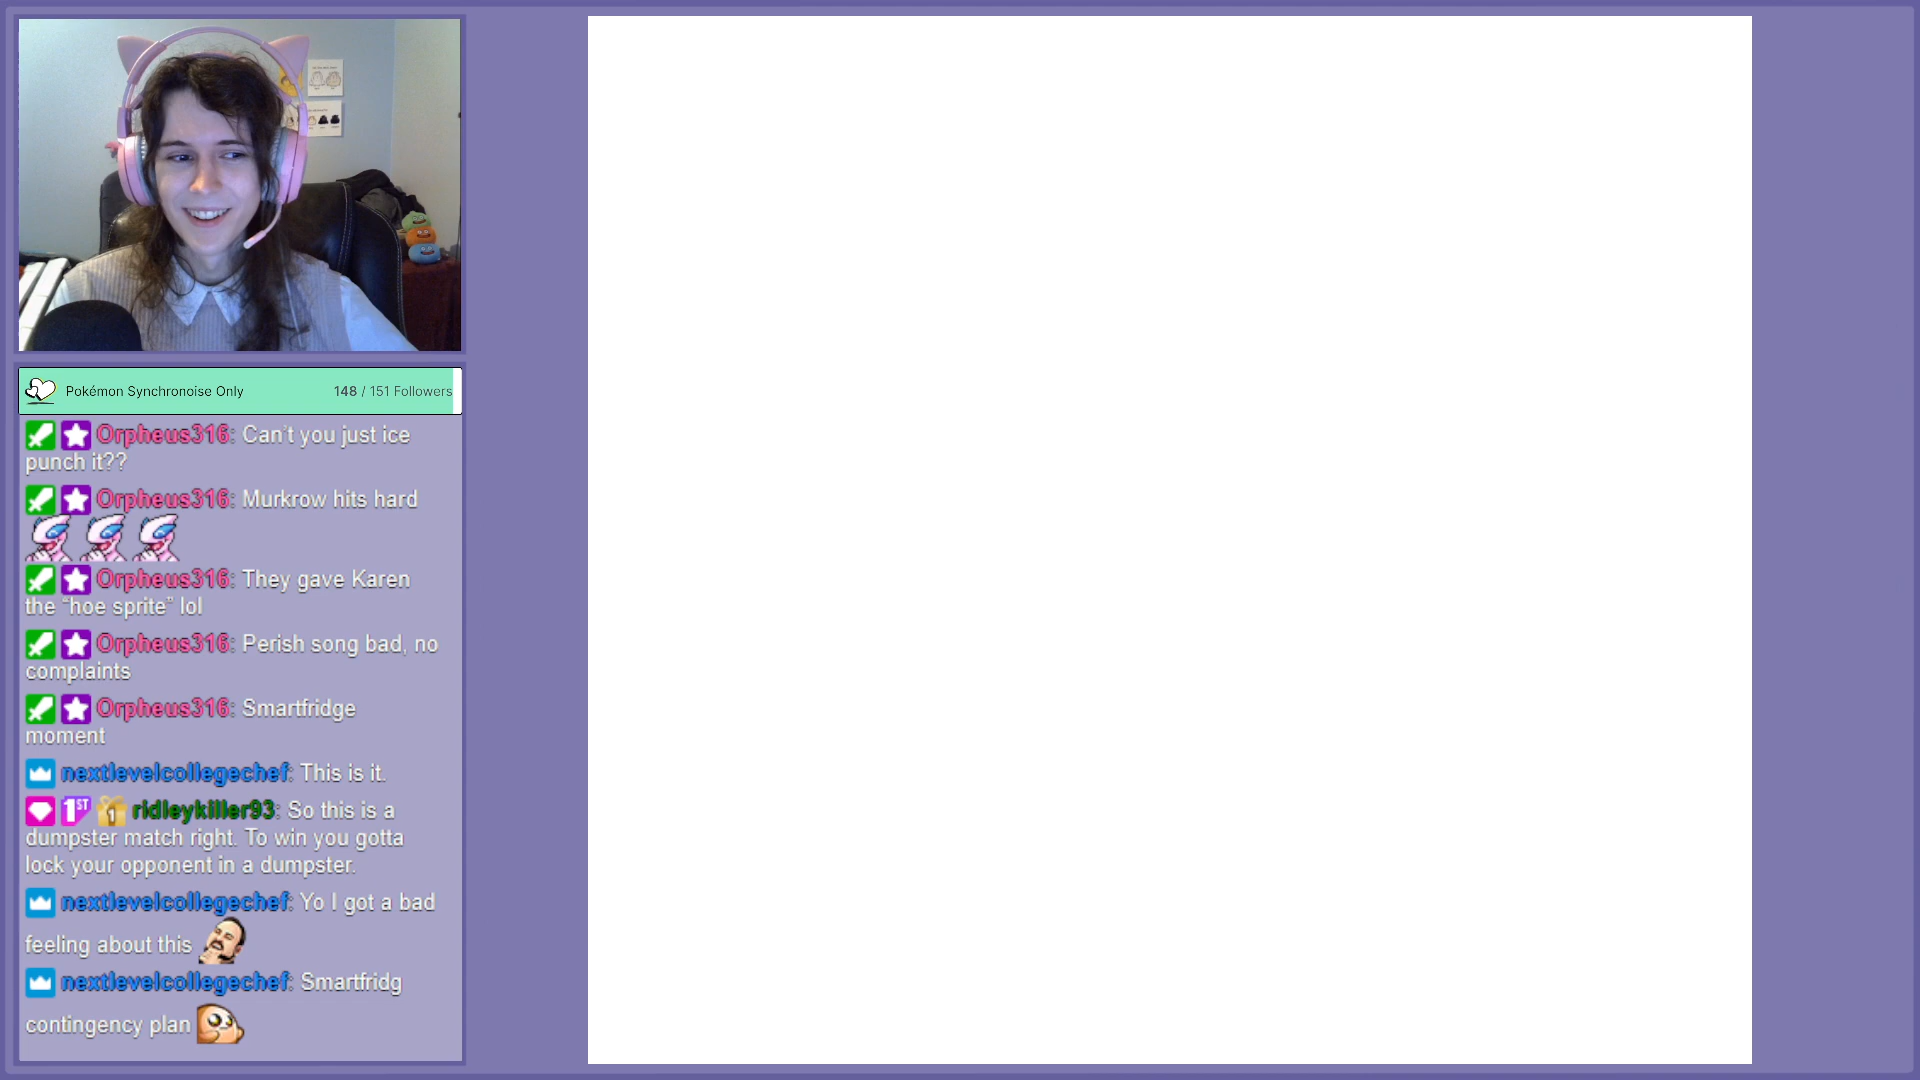 Pokémon Synchronoise Only 148 / 151 Followers
Orpheus316: Can't you just ice
punch it??
Orpheus316: Murkrow hits hard
Orpheus316: They gave Karen
the “hoe sprite” lol
Orpheus316: Perish song bad, no
complaints
Orpheus316: Smartfridge
moment
nextlevelcollegechef: This is it.
1ST 1 ridleykiller93: So this is a
dumpster match right. To win you gotta
lock your opponent in a dumpster.
nextlevelcollegechef: Yo I got a bad
feeling about this
nextlevelcollegechef: Smartfridg
contingency plan